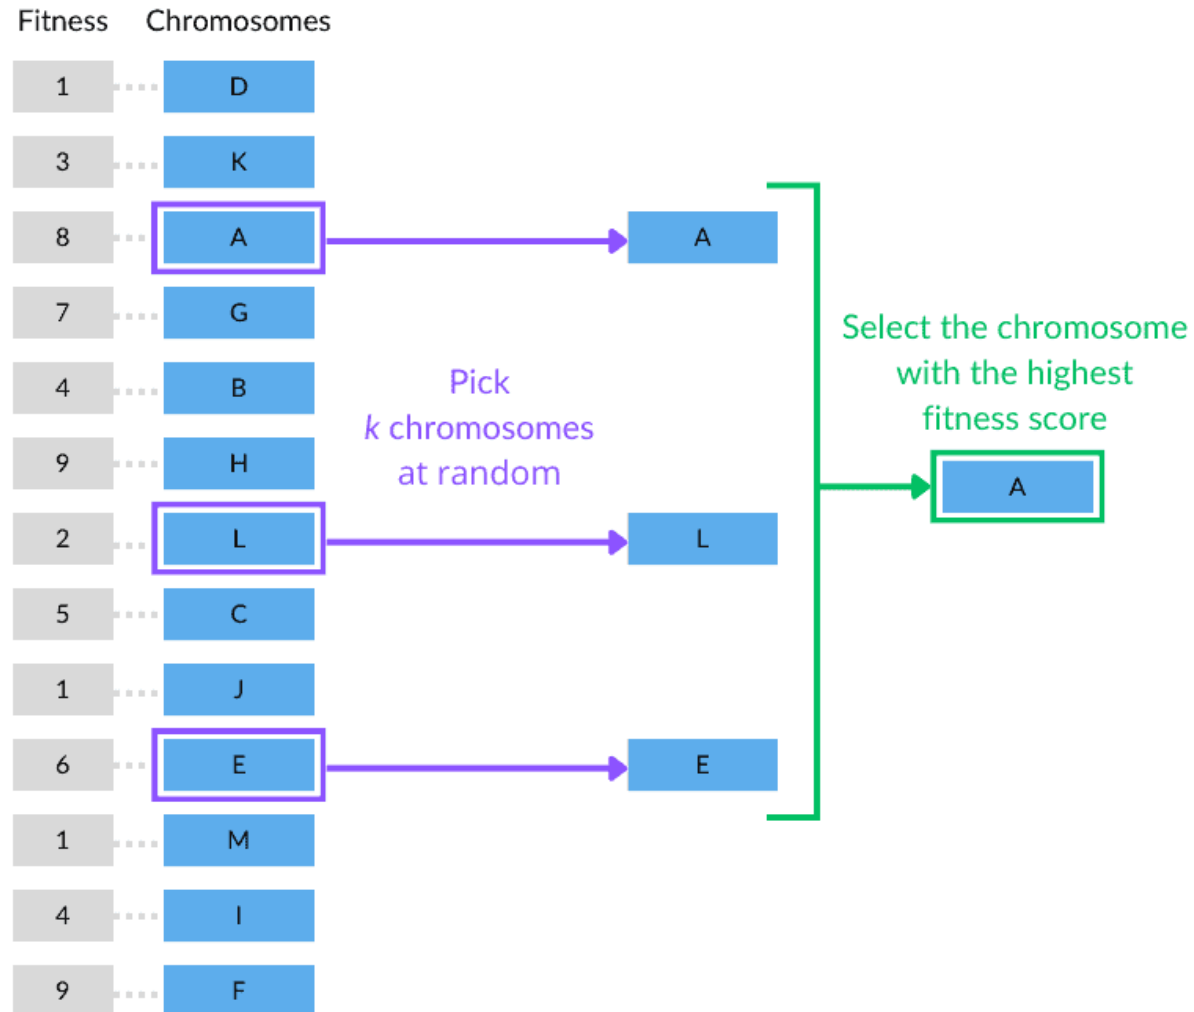 Fitness Chromosomes
1 D
3 K
8 A A
7 G
Select the chromosome
with the highest
fitness score
4 B
Pick
k chromosomes
at random
9 H
A
2 L L
5 C
1 J
6 E E
1 M
4 I
9 F